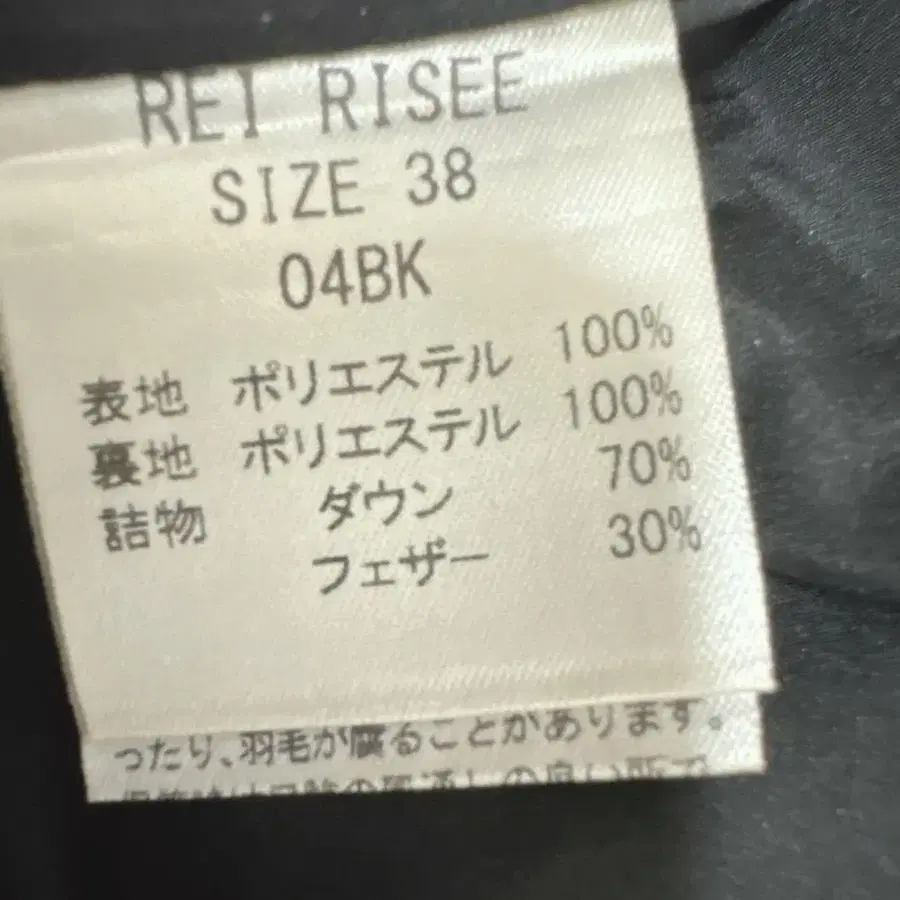 REI RISEE
SIZE 38
04BK
表地 ポリエステル 100%
裏地 ポリエステル 100%
詰物 ダウン 70%
フェザー 30%
ったり、羽毛が腐ることがあります。